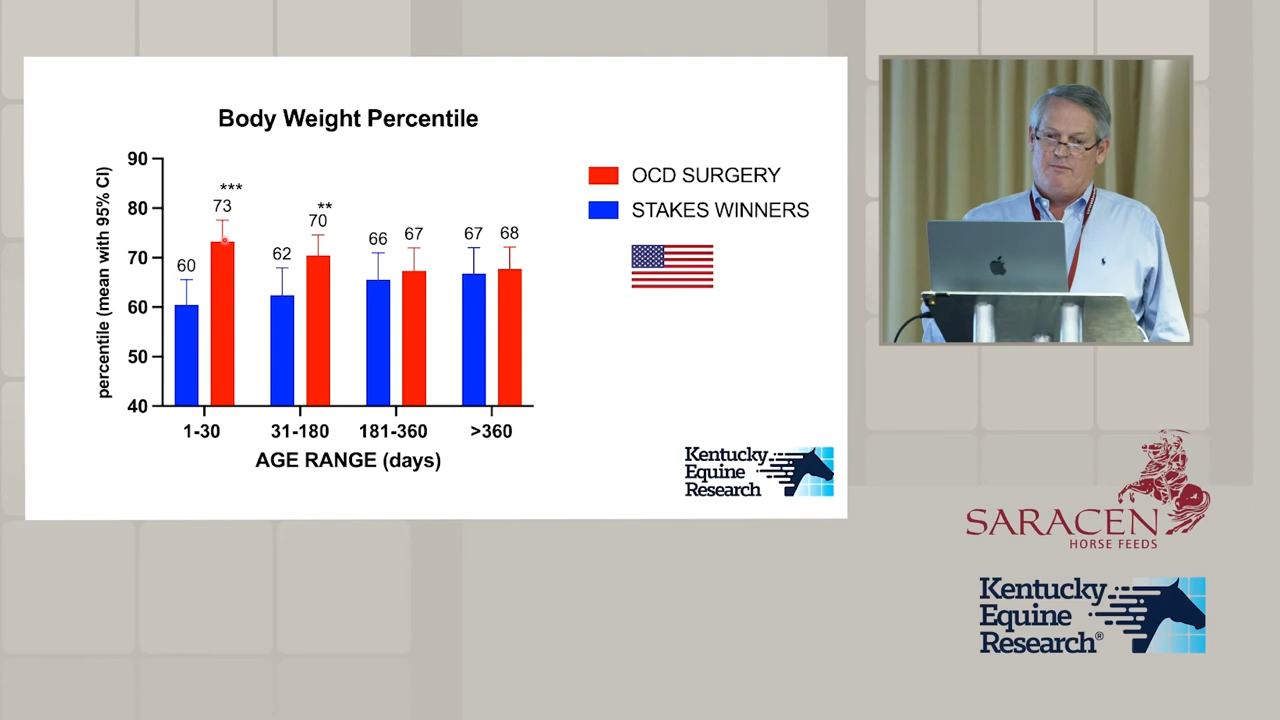 Body Weight Percentile
percentile (mean with 95% CI)
90
80
70
60
50
40
60
***
73
62
**
70
66
67
67
68
1-30
31-180
181-360
>360
AGE RANGE (days)
OCD SURGERY
STAKES WINNERS
Kentucky
Equine
Research
SARACEN
HORSE FEEDS
Kentucky
Equine
Research®